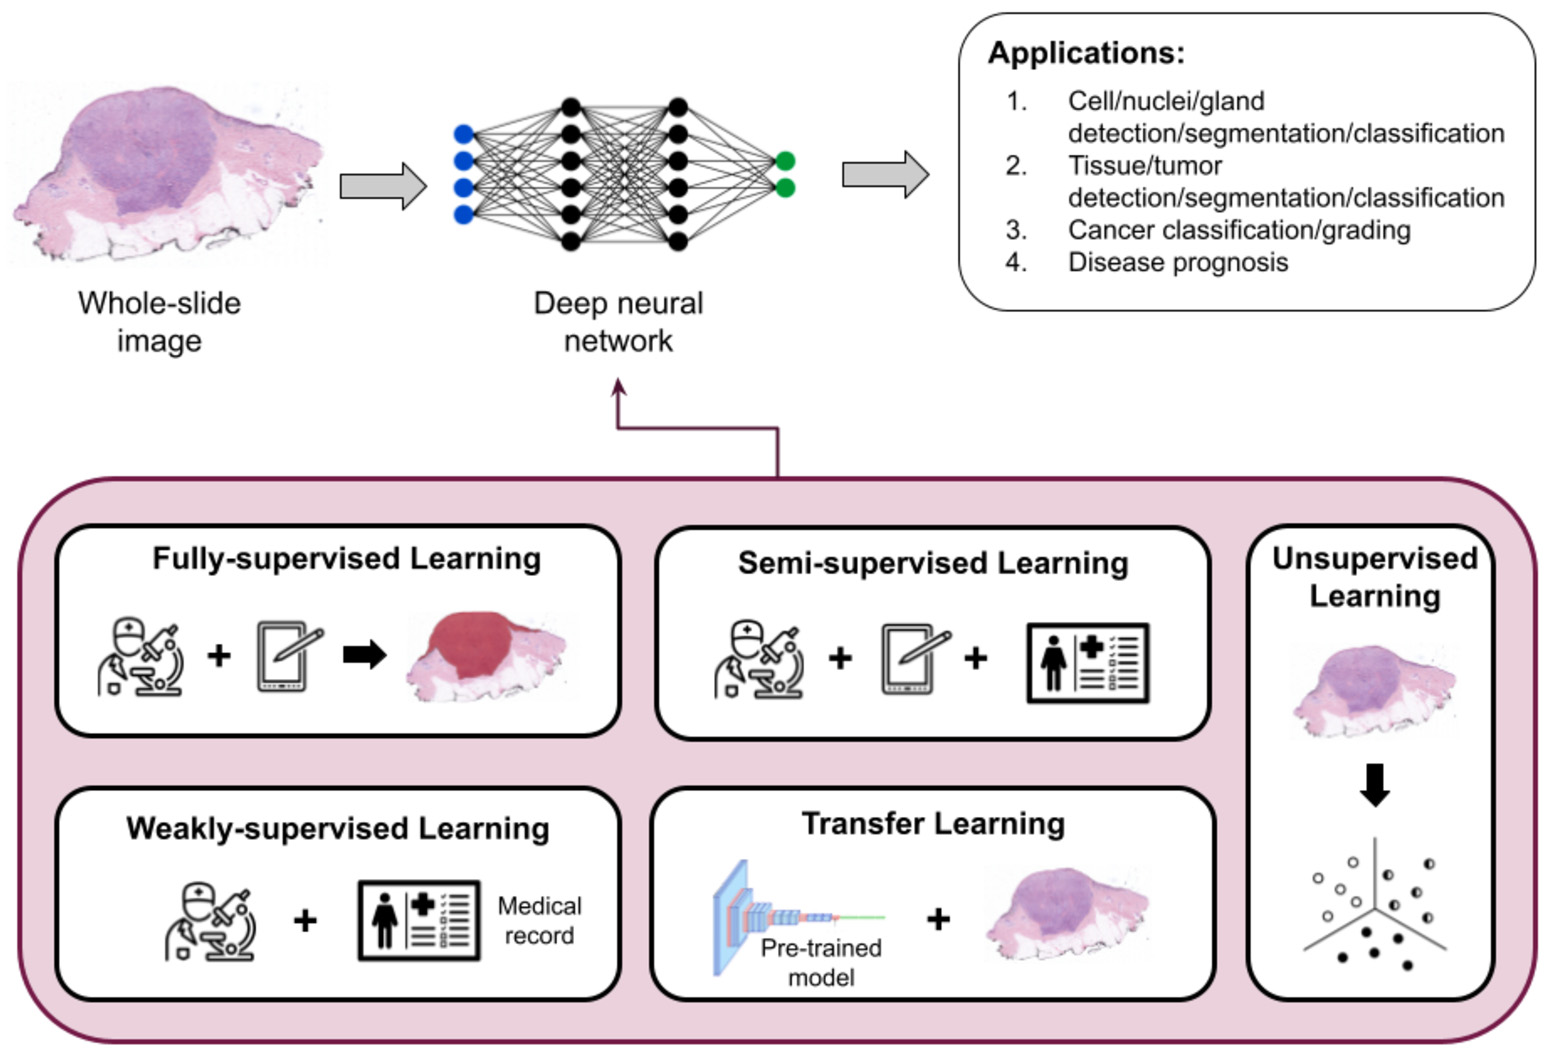 Whole-slide
image
Deep neural
network
Applications:
1. Cell/nuclei/gland
detection/segmentation/classification
2. Tissue/tumor
detection/segmentation/classification
3. Cancer classification/grading
4. Disease prognosis
Fully-supervised Learning
+
Semi-supervised Learning
+ +
Unsupervised
Learning
Weakly-supervised Learning
+
Medical
record
Transfer Learning
Pre-trained
model
+